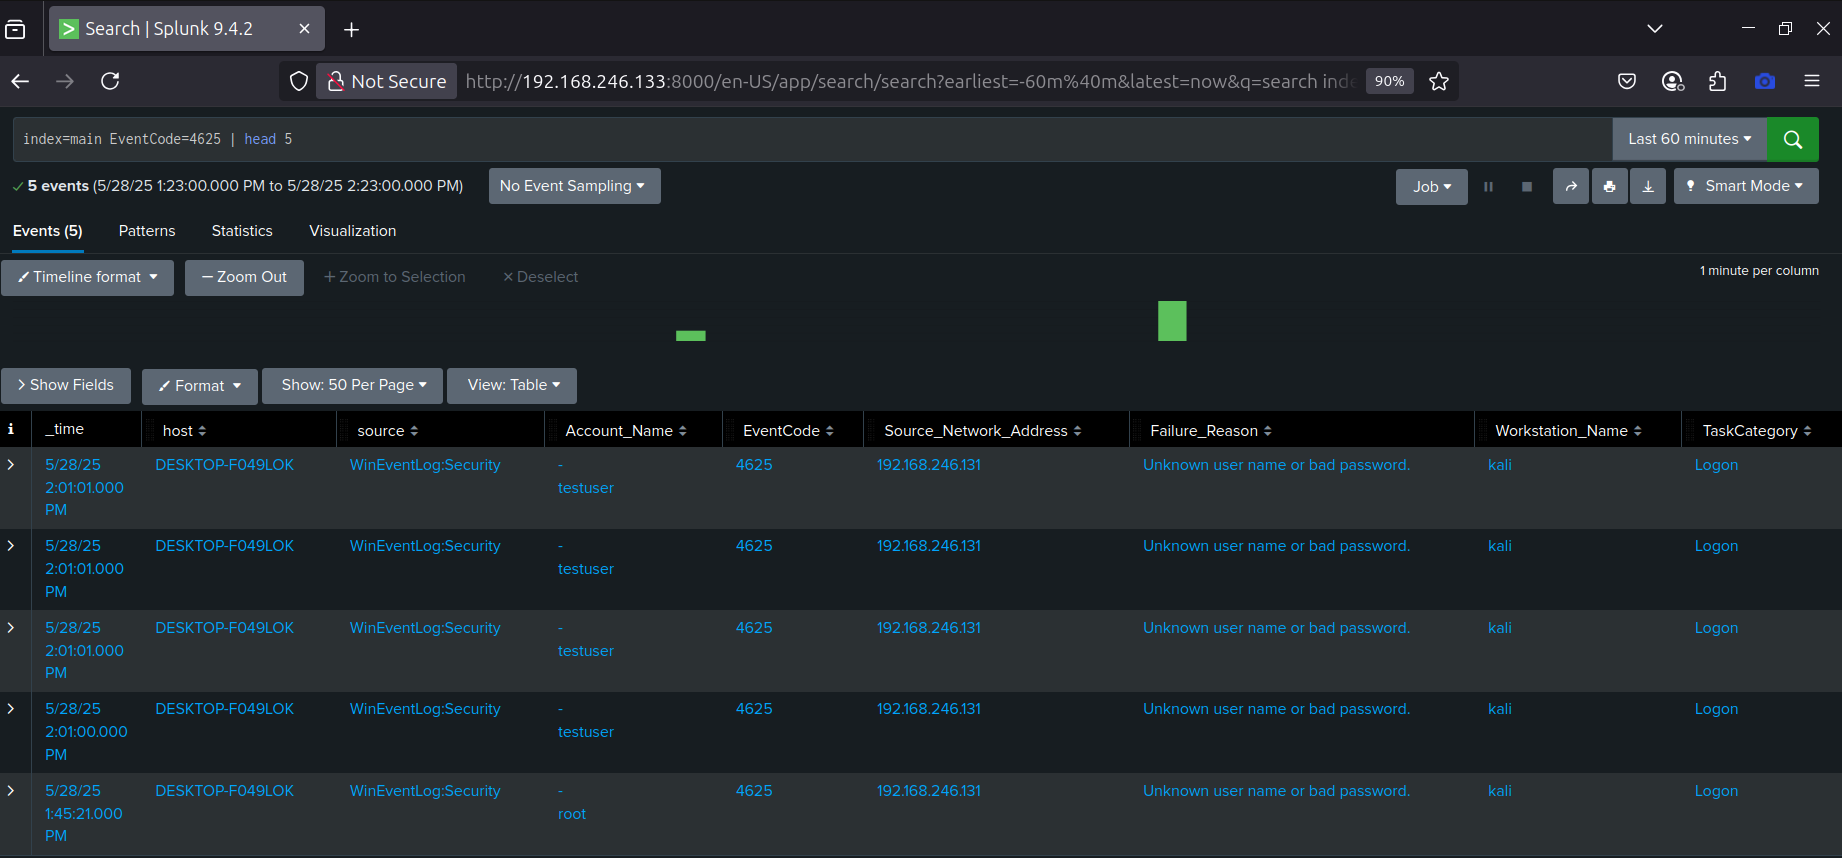 Search | Splunk 9.4.2
Not Secure http://192.168.246.133:8000/en-US/app/search/search?earliest=-60m%40m&latest=now&q=search inde 90%
index=main EventCode=4625 | head 5 Last 60 minutes
5 events (5/28/25 1:23:00.000 PM to 5/28/25 2:23:00.000 PM) No Event Sampling Job Smart Mode
Events (5) Patterns Statistics Visualization
Timeline format Zoom Out Zoom to Selection Deselect 1 minute per column
Show Fields Format Show: 50 Per Page View: Table
i _time host source Account_Name EventCode Source_Network_Address Failure_Reason Workstation_Name TaskCategory
5/28/25 DESKTOP-F049LOK WinEventLog:Security - 4625 192.168.246.131 Unknown user name or bad password. kali Logon
2:01:01.000 testuser
PM
5/28/25 DESKTOP-F049LOK WinEventLog:Security - 4625 192.168.246.131 Unknown user name or bad password. kali Logon
2:01:01.000 testuser
PM
5/28/25 DESKTOP-F049LOK WinEventLog:Security - 4625 192.168.246.131 Unknown user name or bad password. kali Logon
2:01:01.000 testuser
PM
5/28/25 DESKTOP-F049LOK WinEventLog:Security - 4625 192.168.246.131 Unknown user name or bad password. kali Logon
2:01:00.000 testuser
PM
5/28/25 DESKTOP-F049LOK WinEventLog:Security - 4625 192.168.246.131 Unknown user name or bad password. kali Logon
1:45:21.000 root
PM